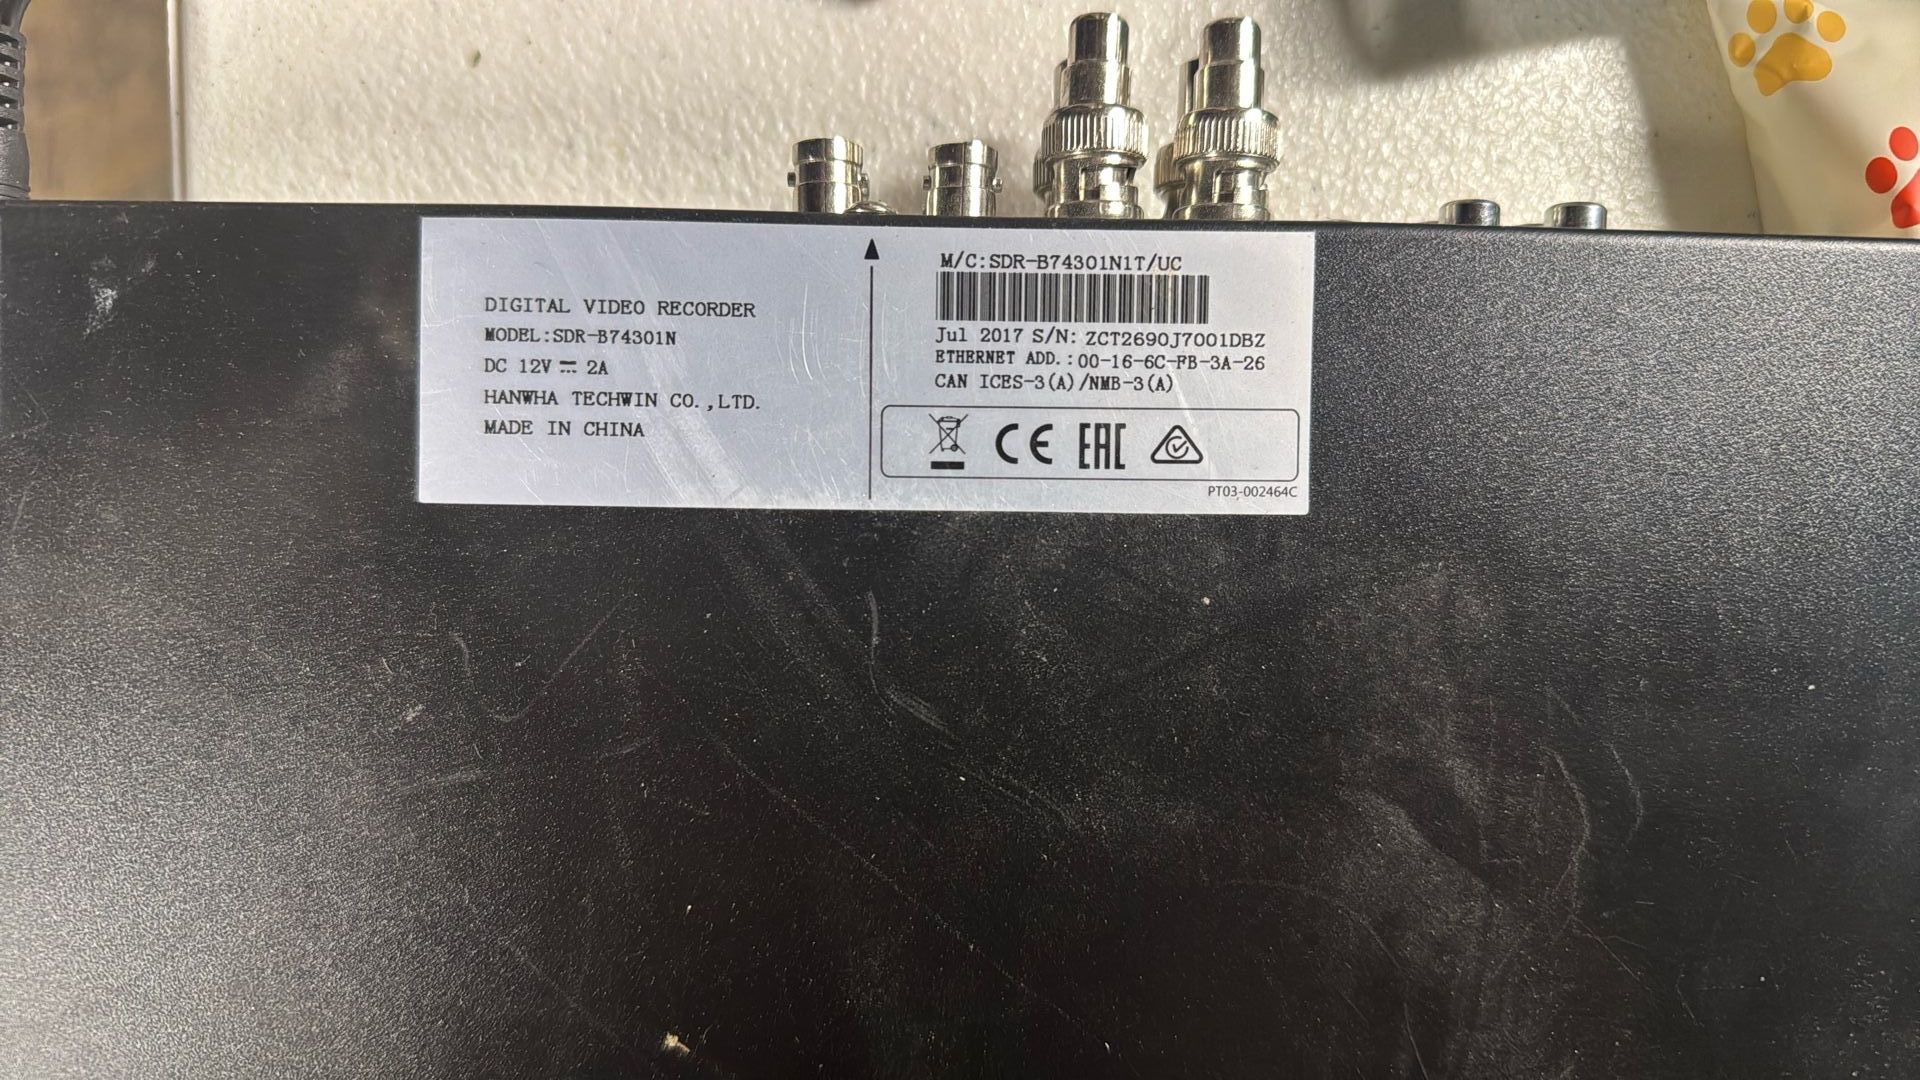 DIGITAL VIDEO RECORDER
MODEL:SDR-B74301N
DC 12V ⎓ 2A
HANWHA TECHWIN CO.,LTD.
MADE IN CHINA
M/C:SDR-B74301N1T/UC
Jul 2017 S/N: ZCT2690J7001DBZ
ETHERNET ADD.:00-16-6C-FB-3A-26
CAN ICES-3(A)/NMB-3(A)
CE EAC
PT03-002464C